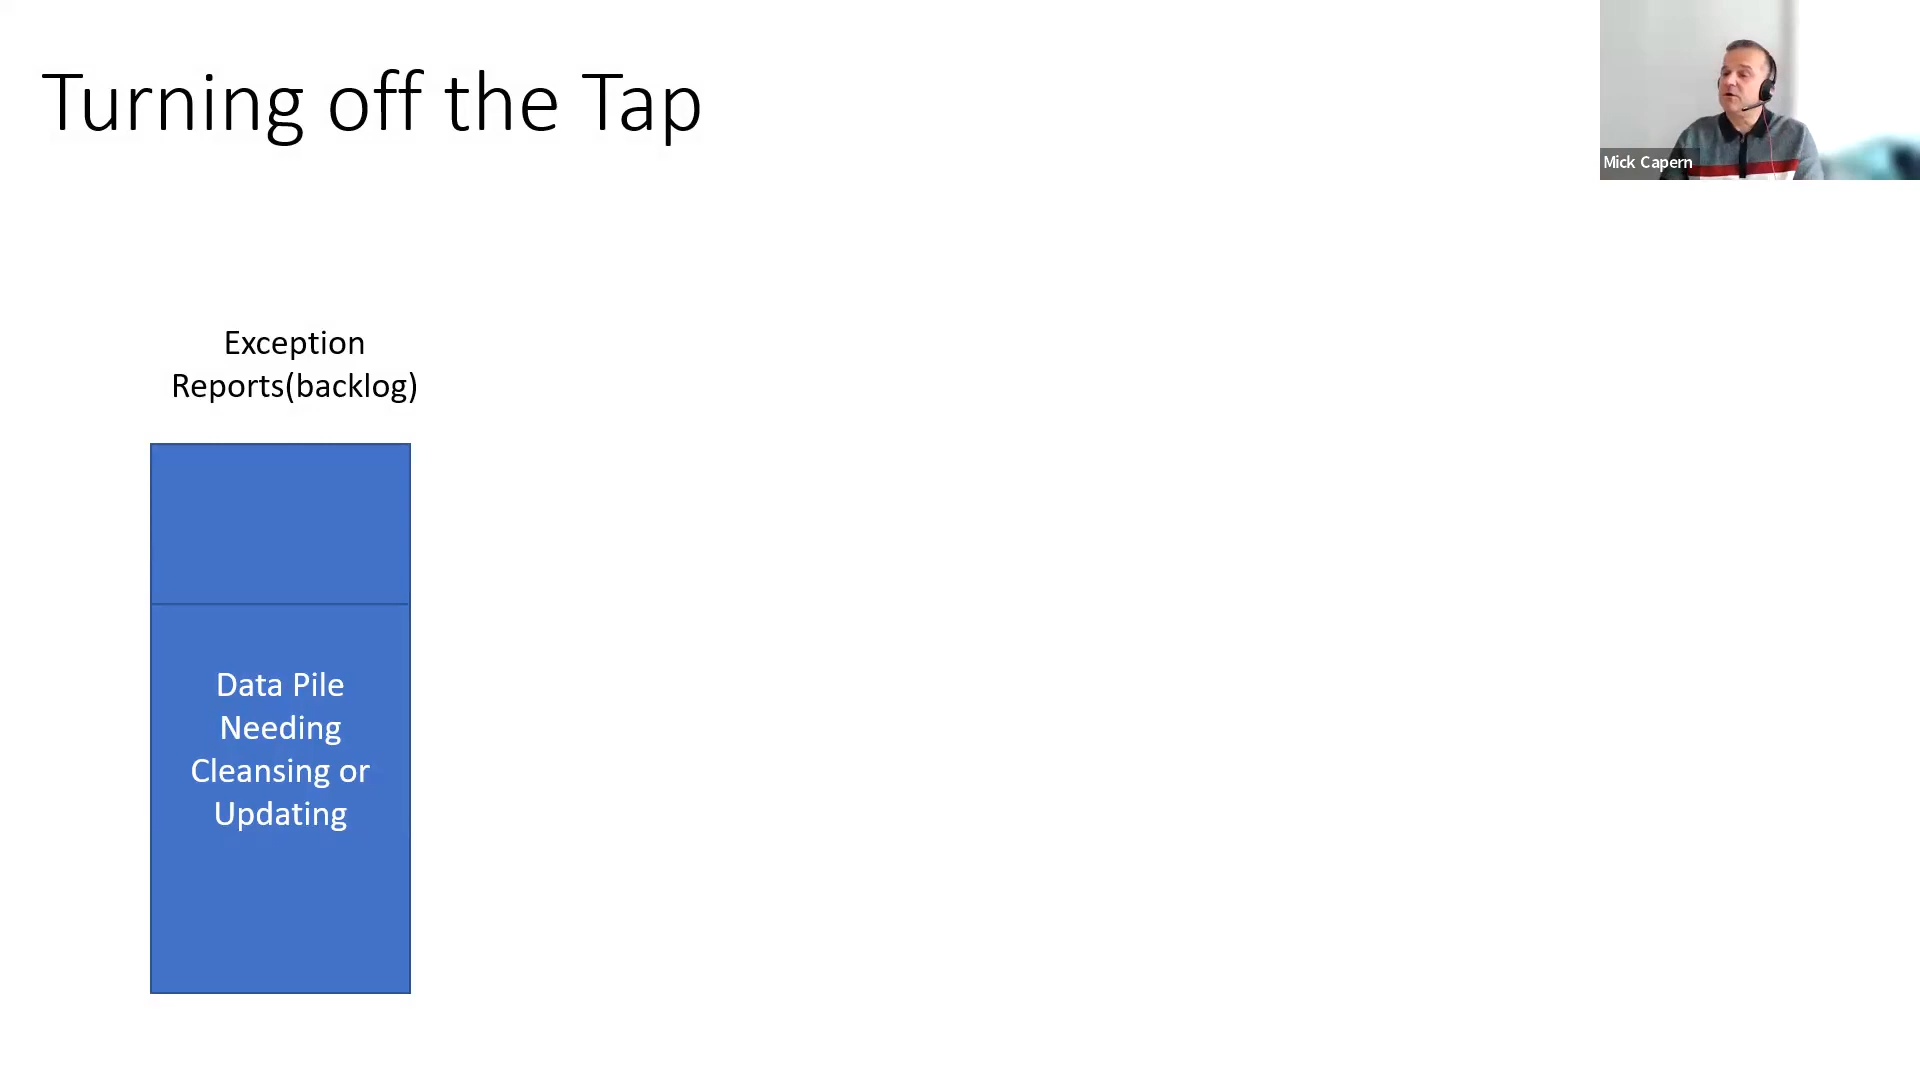 Turning off the Tap
Mick Capern
Exception
Reports(backlog)
Data Pile
Needing
Cleansing or
Updating